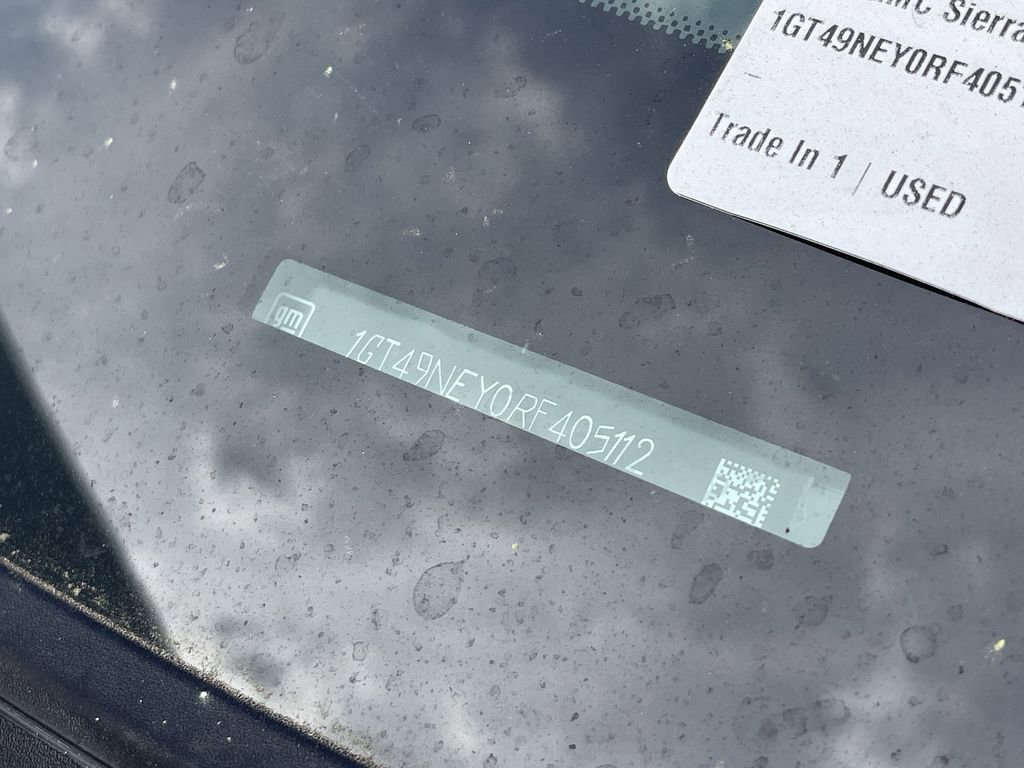 Sierra
1GT49NEY0RF405
Trade In 1 | USED
gm
1GT49NEY0RF405112